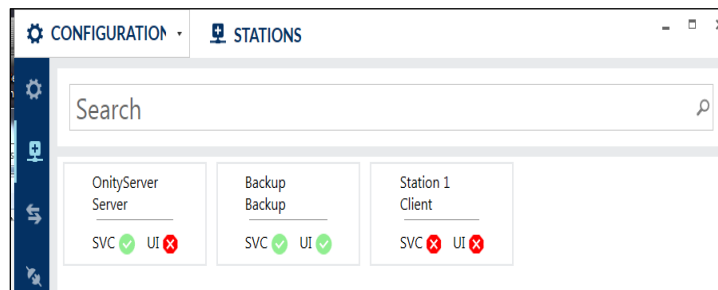 CONFIGURATION
STATIONS
Search
OnityServer
Server
SVC UI
Backup
Backup
SVC UI
Station 1
Client
SVC UI